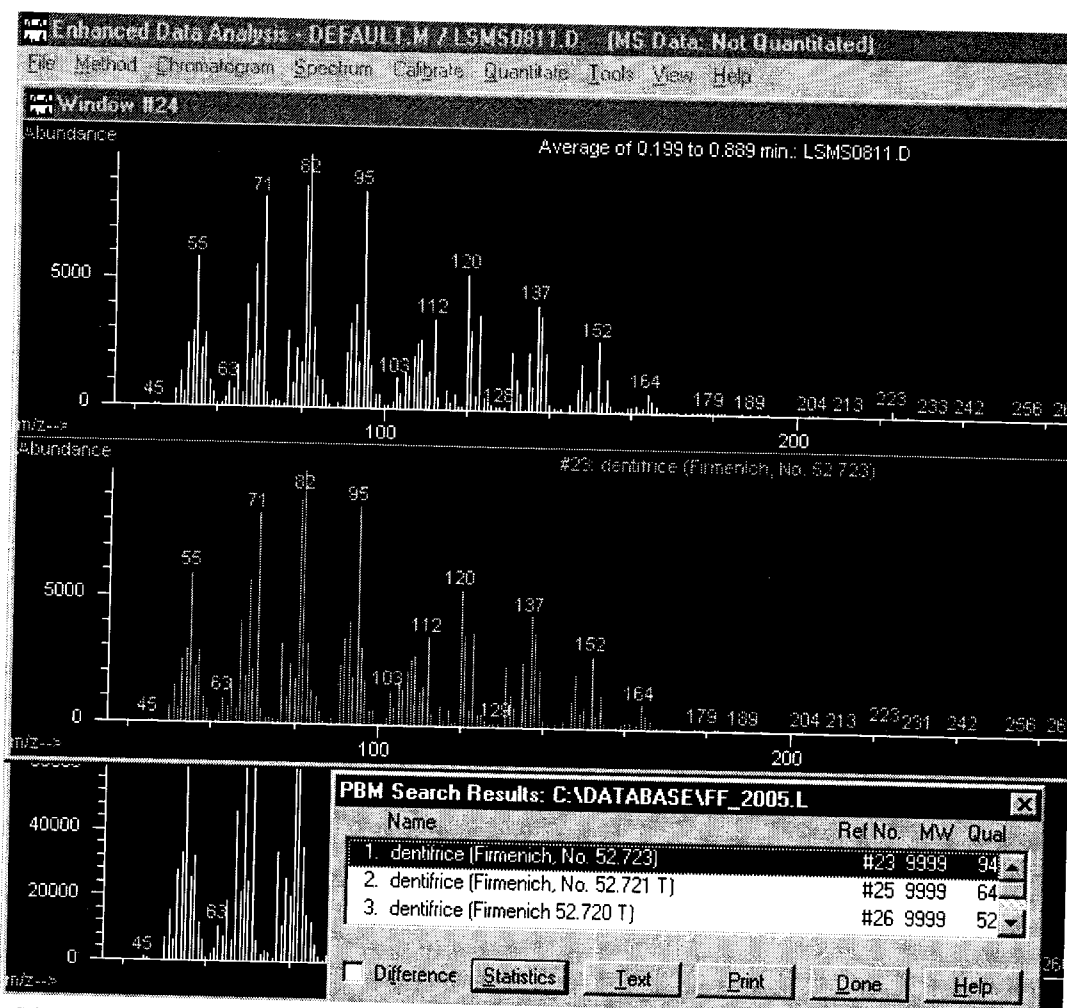 Enhanced Data Analysis - DEFAULT.M / LSMS0811.D [MS Data: Not Quantitated]
File Method Chromatogram Spectrum Calibrate Quantitate Tools View Help
Window #24
Abundance
Average of 0.199 to 0.889 min.: LSMS0811.D
82
71
95
55
5000
120
112
137
152
103
63
164
45
128
0
179 189 204 213 223 233 242 256
m/z-->
100
200
Abundance
#23: dentifrice (Firmenich, No. 52.723)
82
71
95
55
5000
120
137
112
152
103
63
164
45
129
0
179 189 204 213 223 231 242 256
m/z-->
100
200
PBM Search Results: C:\DATABASE\FF_2005.L
Name Ref No. MW Qual
1. dentifrice (Firmenich, No. 52.723) #23 9999 94
2. dentifrice (Firmenich, No. 52.721 T) #25 9999 64
3. dentifrice (Firmenich 52.720 T) #26 9999 52
40000
20000
63
45
0
m/z-->
Difference Statistics Text Print Done Help